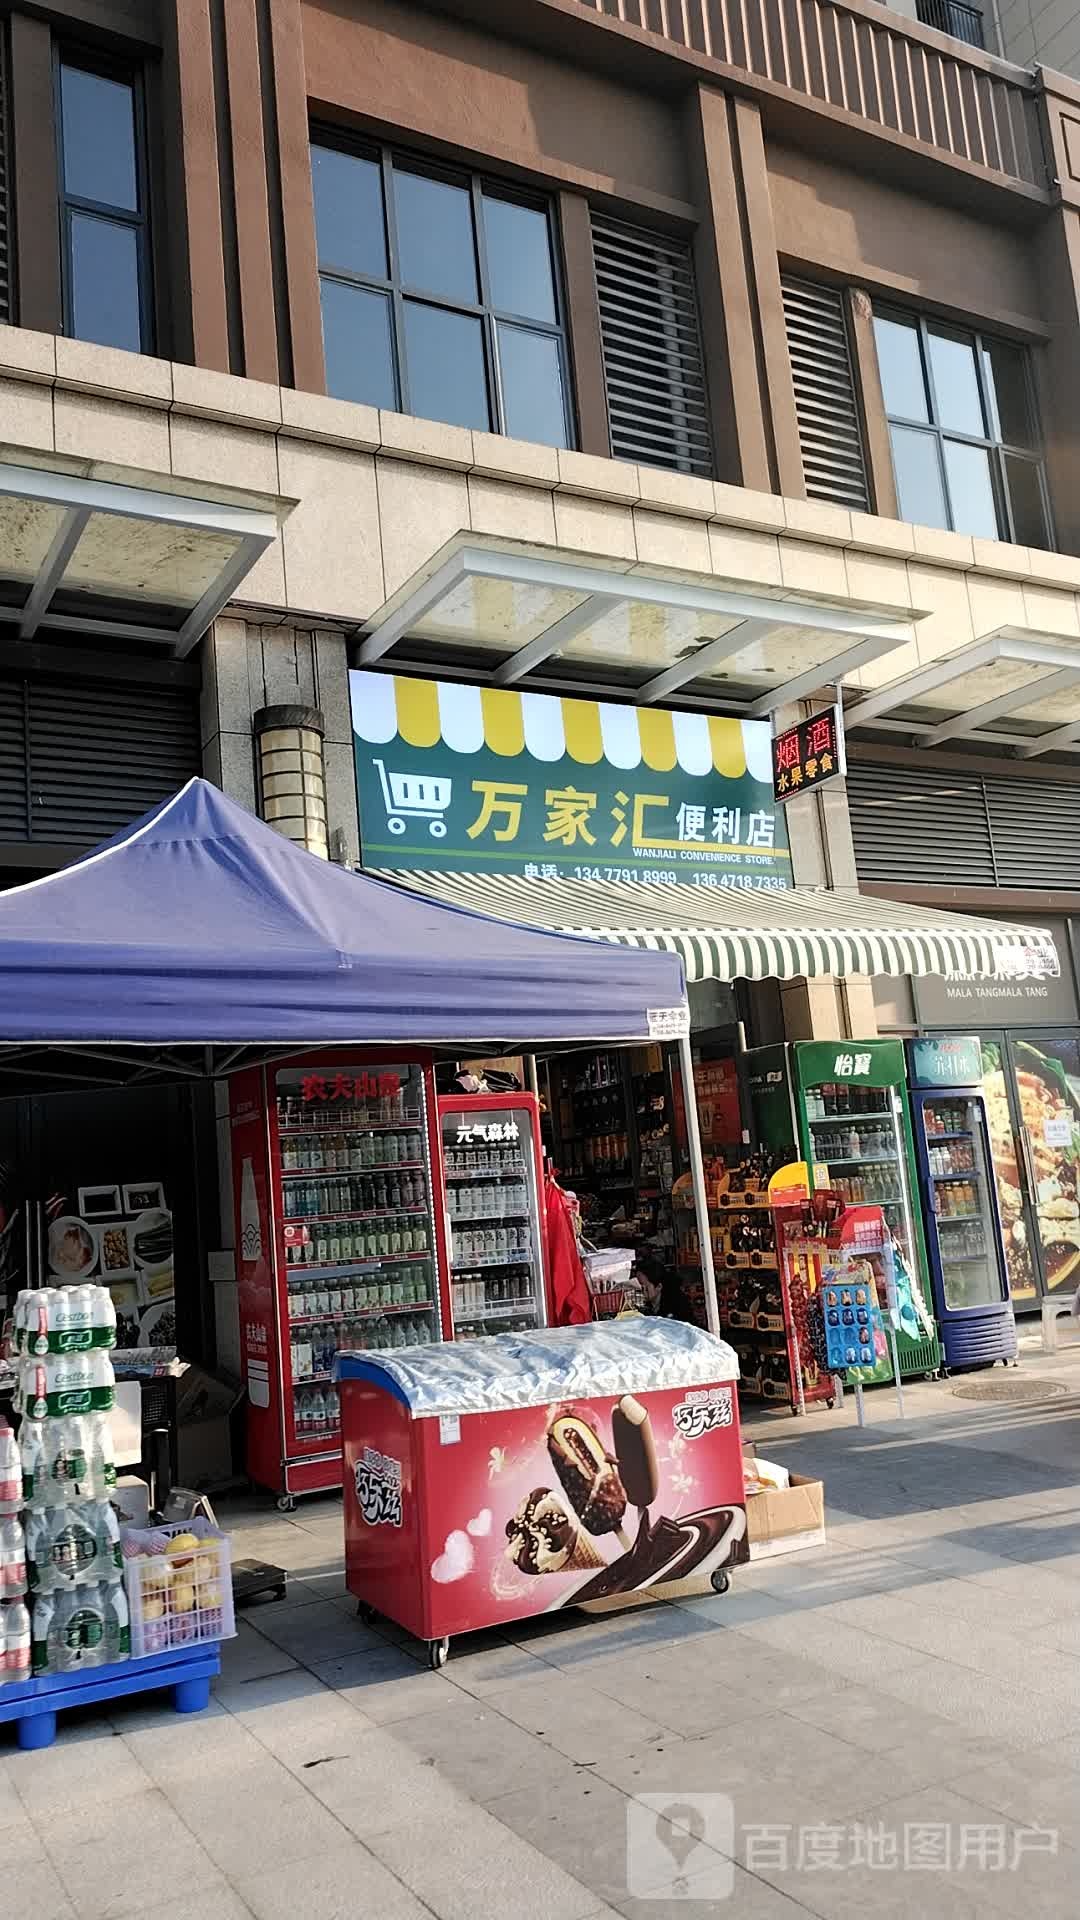 烟酒
水果零食
万家汇便利店
WANJIALI CONVENIENCE STORE.
电话：134 7791 8999 136 4718 7335
MALA TANGMALA TANG
怡寶
农夫山泉
元气森林
Cestbon
巧乐兹
巧乐兹
百度地图用户